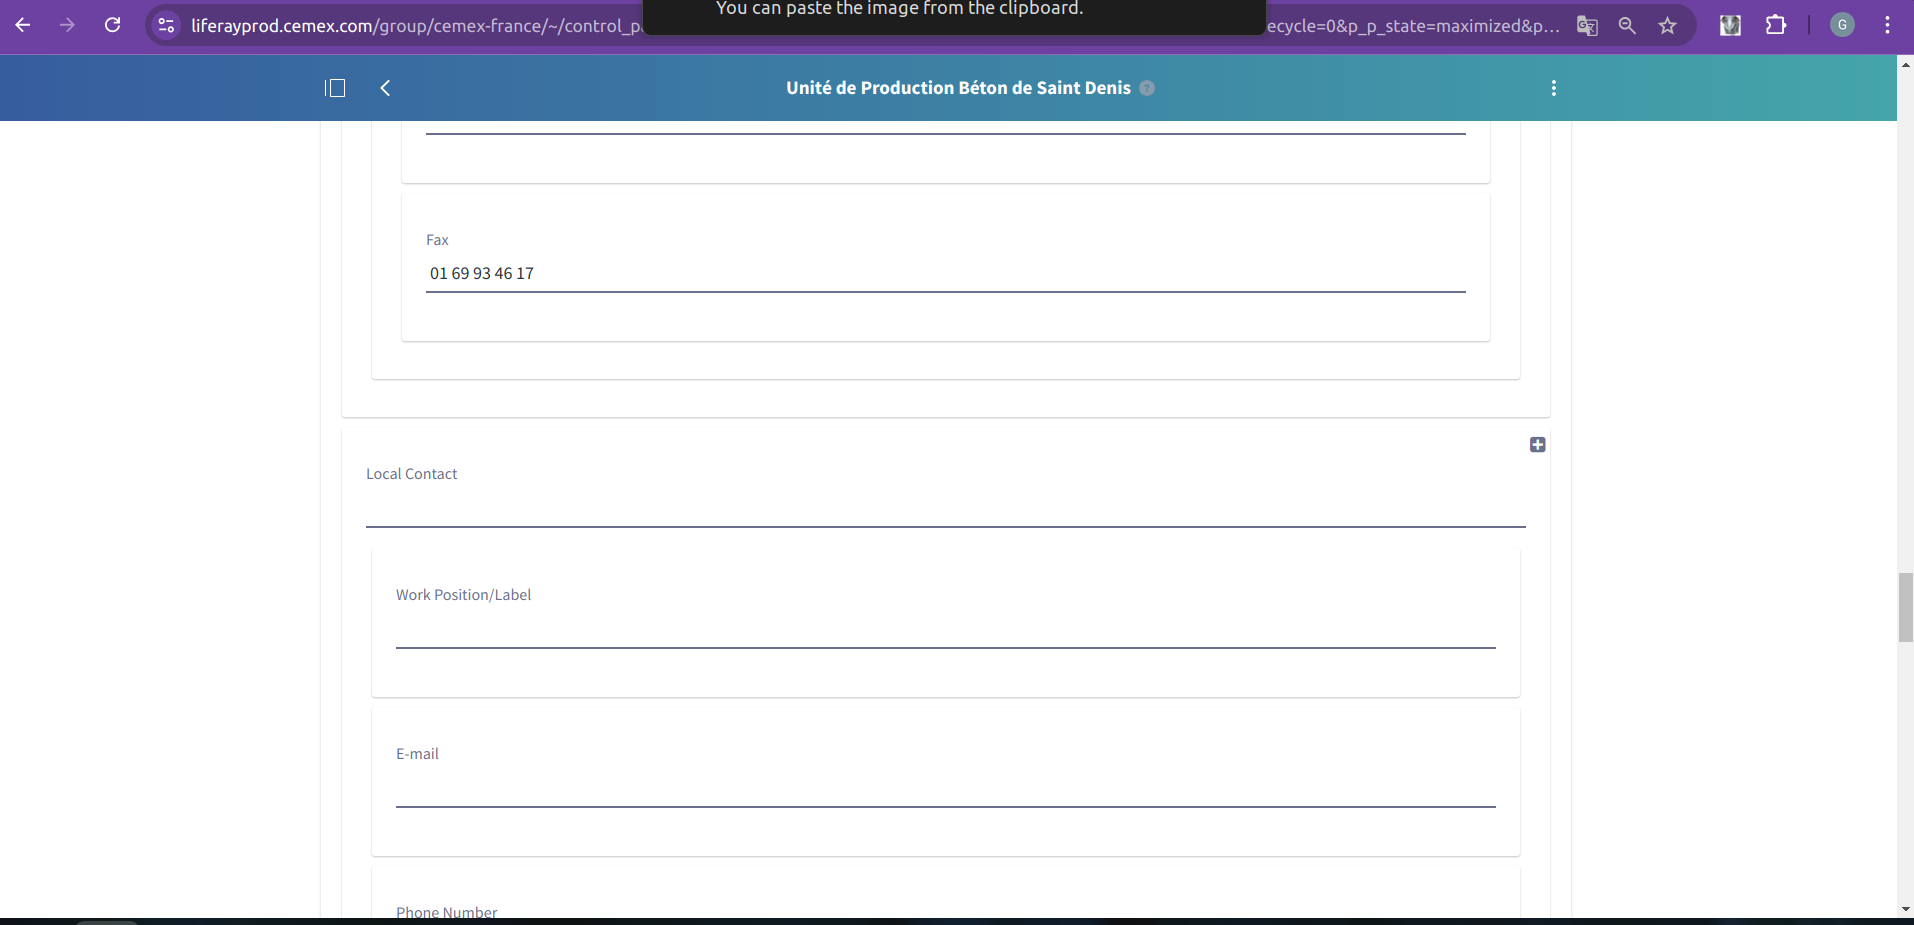 You can paste the image from the clipboard.
liferayprod.cemex.com/group/cemex-france/~/control_p
ecycle=0&p_p_state=maximized&p...
G
Unité de Production Béton de Saint Denis ?
Fax
01 69 93 46 17
Local Contact
Work Position/Label
E-mail
Phone Number